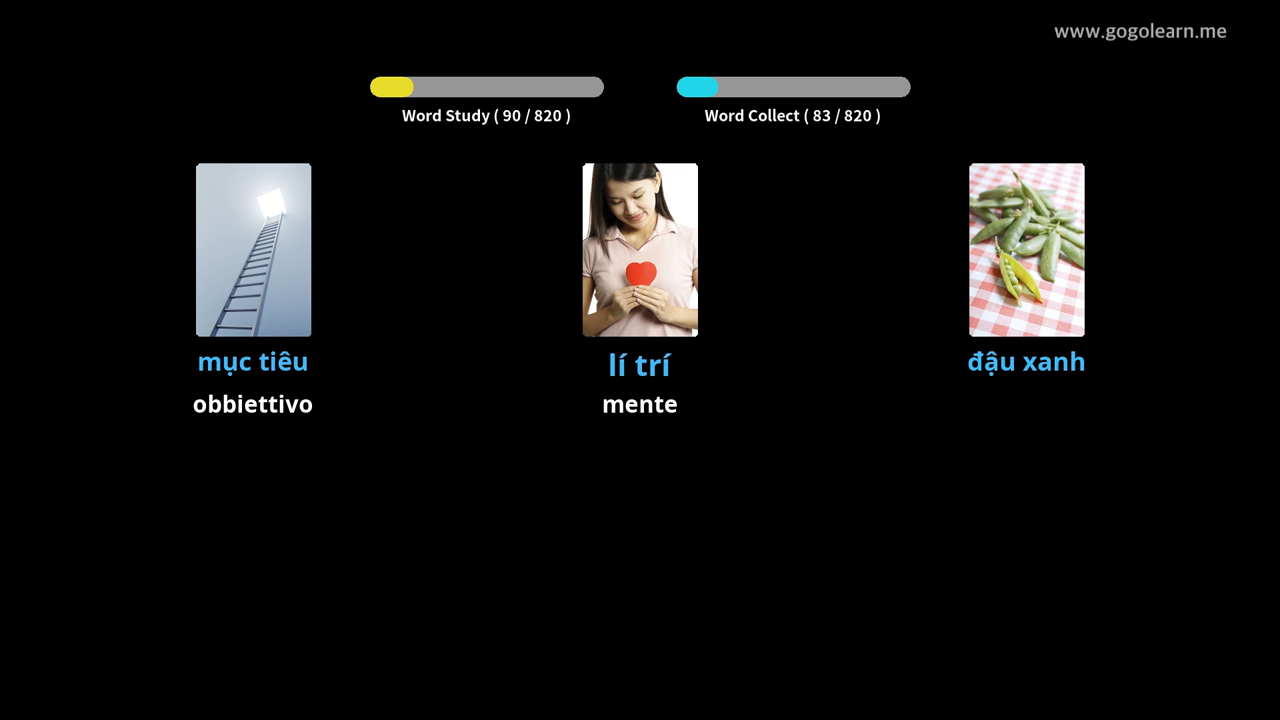 www.gogolearn.me
Word Study ( 90 / 820 )
Word Collect ( 83 / 820 )
mục tiêu
lí trí
đậu xanh
obbiettivo
mente